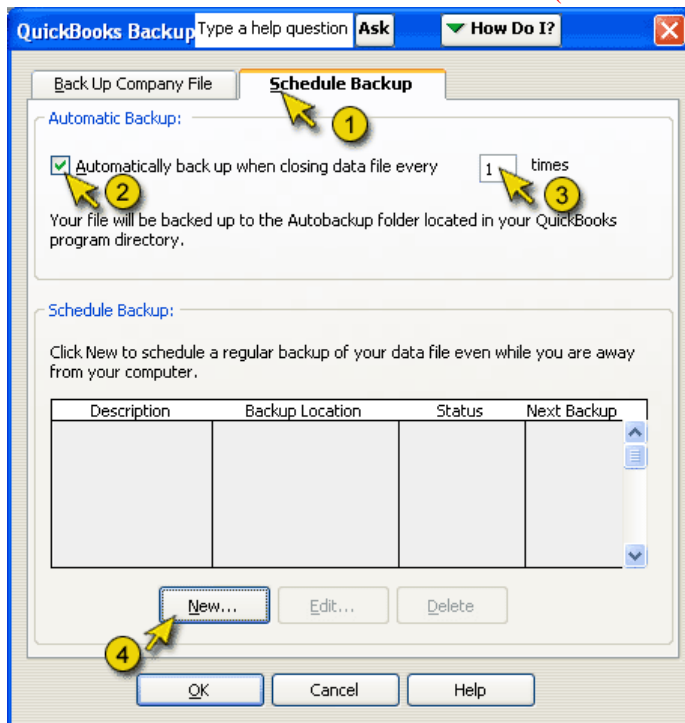 QuickBooks Backup Type a help question Ask How Do I?
Back Up Company File Schedule Backup
1
Automatic Backup:
Automatically back up when closing data file every 1 times
2 3
Your file will be backed up to the Autobackup folder located in your QuickBooks
program directory.
Schedule Backup:
Click New to schedule a regular backup of your data file even while you are away
from your computer.
Description Backup Location Status Next Backup
New... Edit... Delete
4
OK Cancel Help